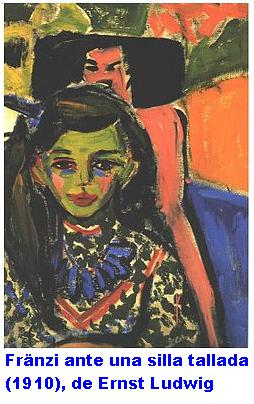 Fränzi ante una silla tallada
(1910), de Ernst Ludwig